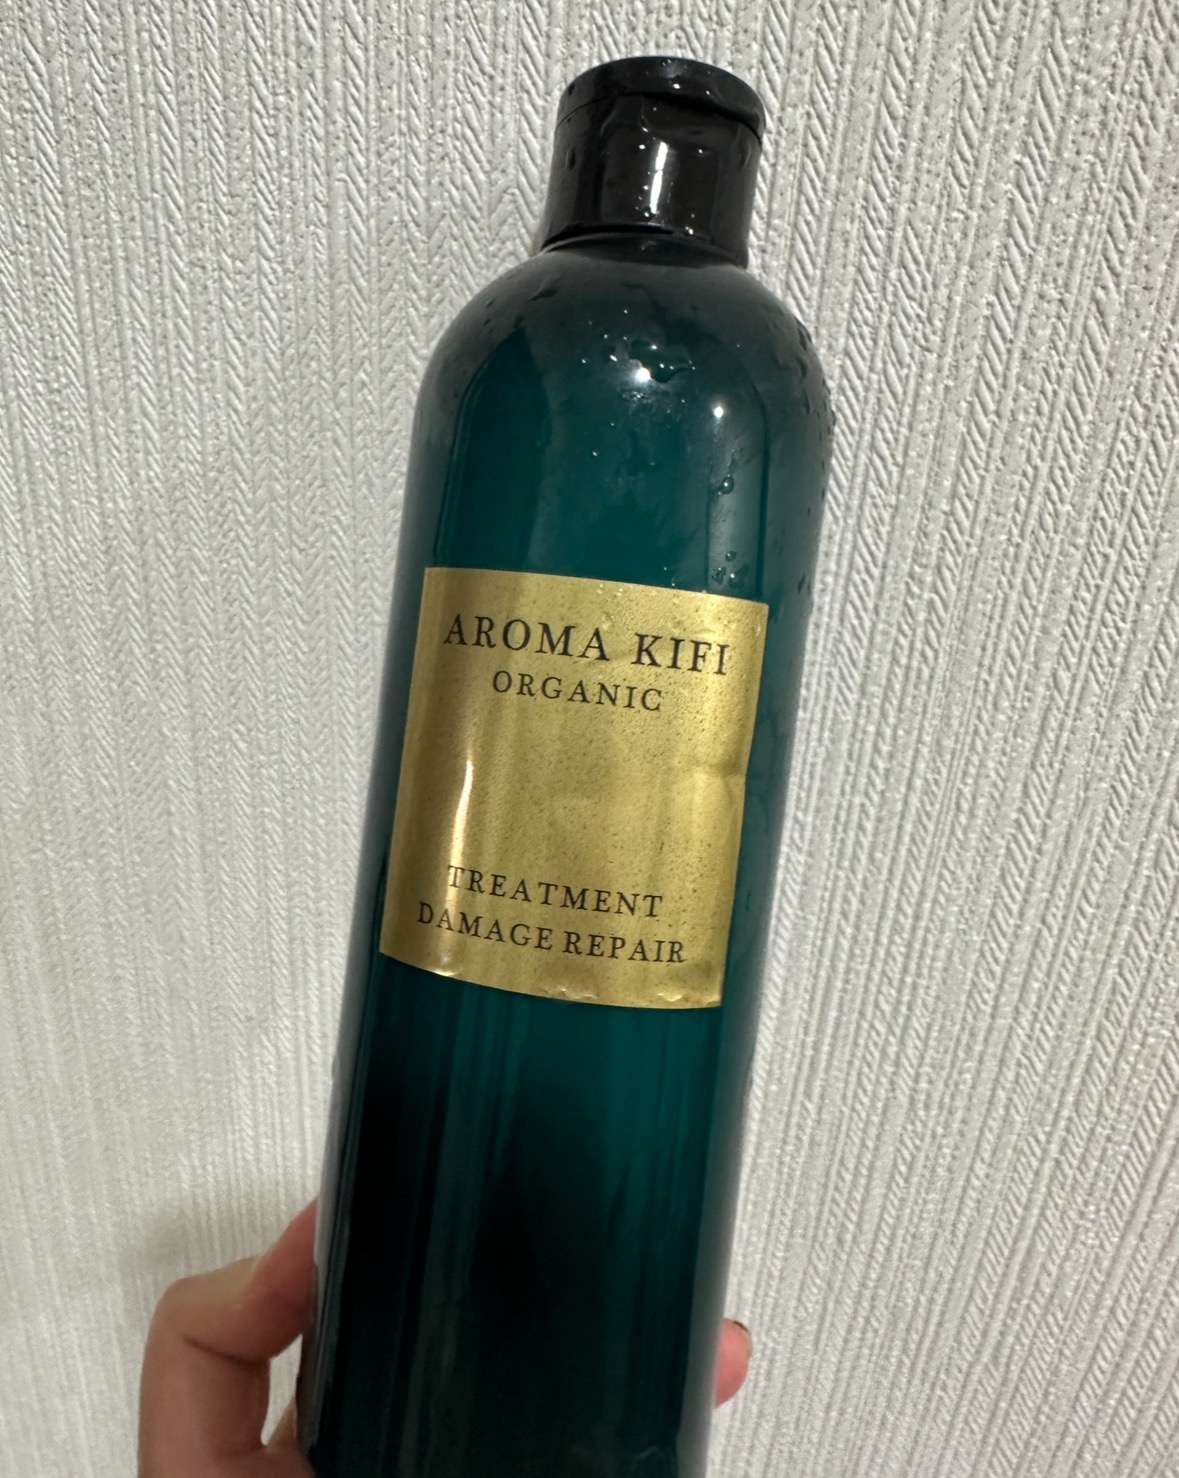 AROMA KIFI
ORGANIC
TREATMENT
DAMAGE REPAIR